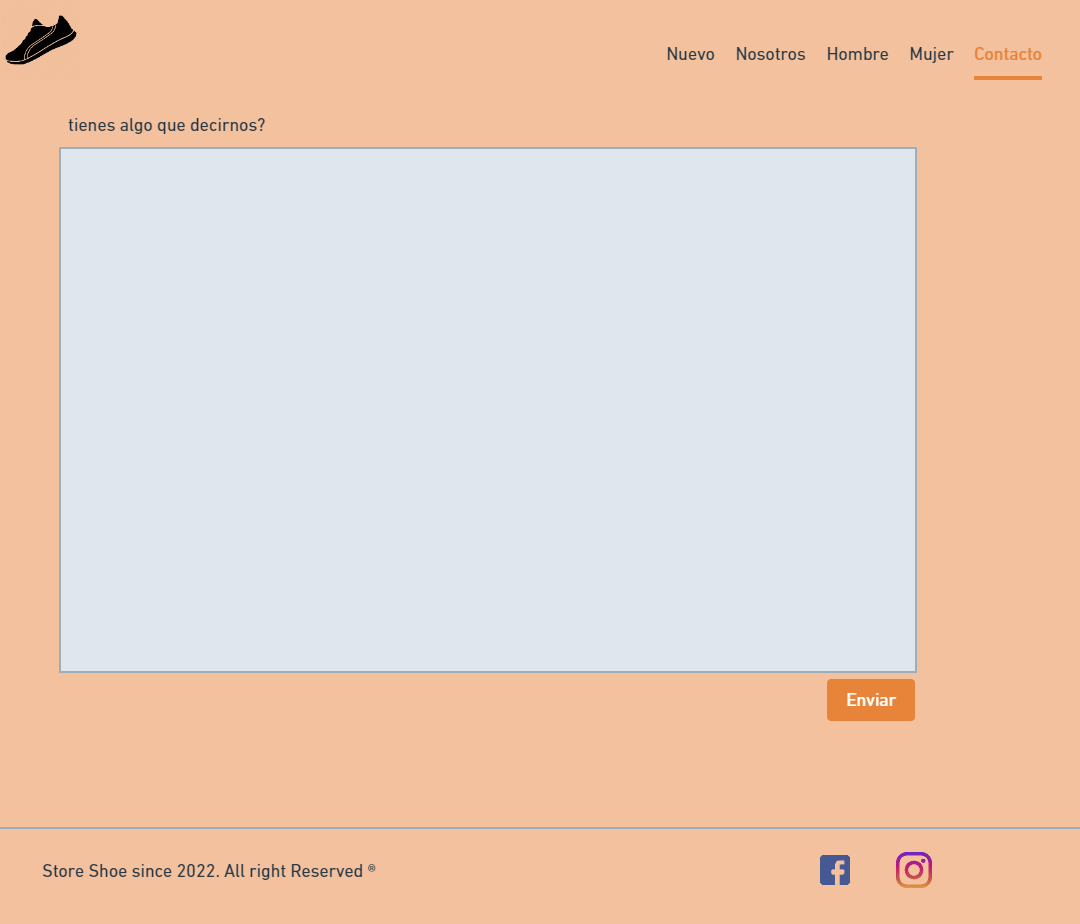 Nuevo Nosotros Hombre Mujer Contacto
tienes algo que decirnos?
Enviar
Store Shoe since 2022. All right Reserved ®